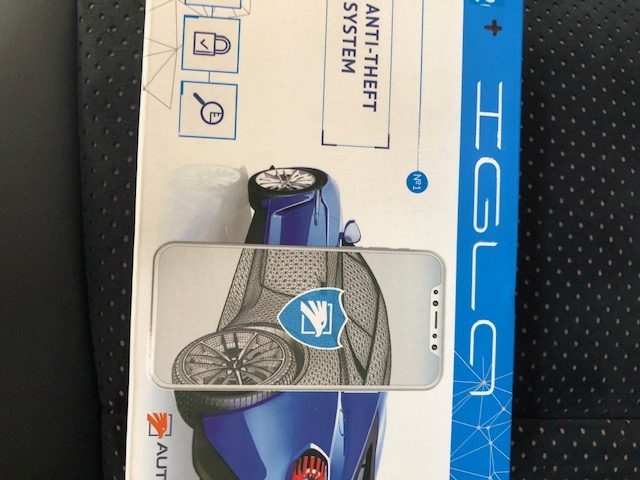 +
IGLA
ANTI-THEFT
SYSTEM
Nº1
AUT